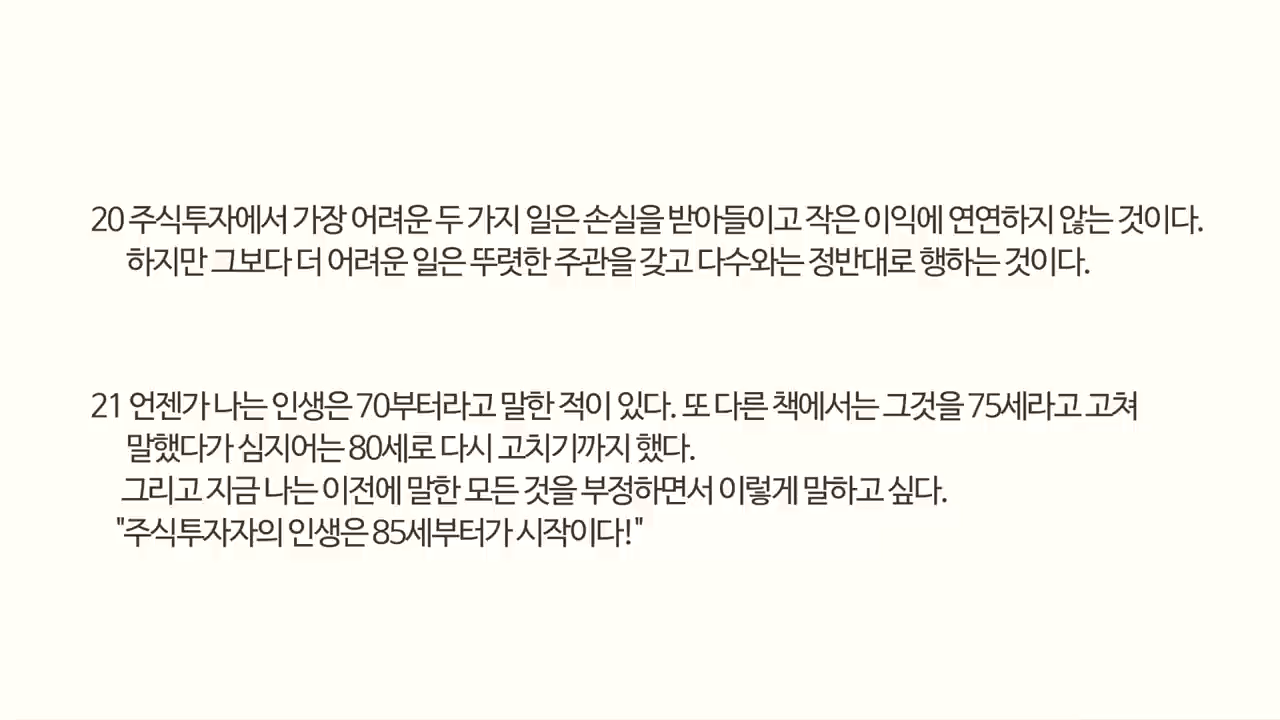 20 주식투자에서 가장 어려운 두 가지 일은 손실을 받아들이고 작은 이익에 연연하지 않는 것이다.
하지만 그보다 더 어려운 일은 뚜렷한 주관을 갖고 다수와는 정반대로 행하는 것이다.
21 언젠가 나는 인생은 70부터라고 말한 적이 있다. 또 다른 책에서는 그것을 75세라고 고쳐
말했다가 심지어는 80세로 다시 고치기까지 했다.
그리고 지금 나는 이전에 말한 모든 것을 부정하면서 이렇게 말하고 싶다.
"주식투자자의 인생은 85세부터가 시작이다!"